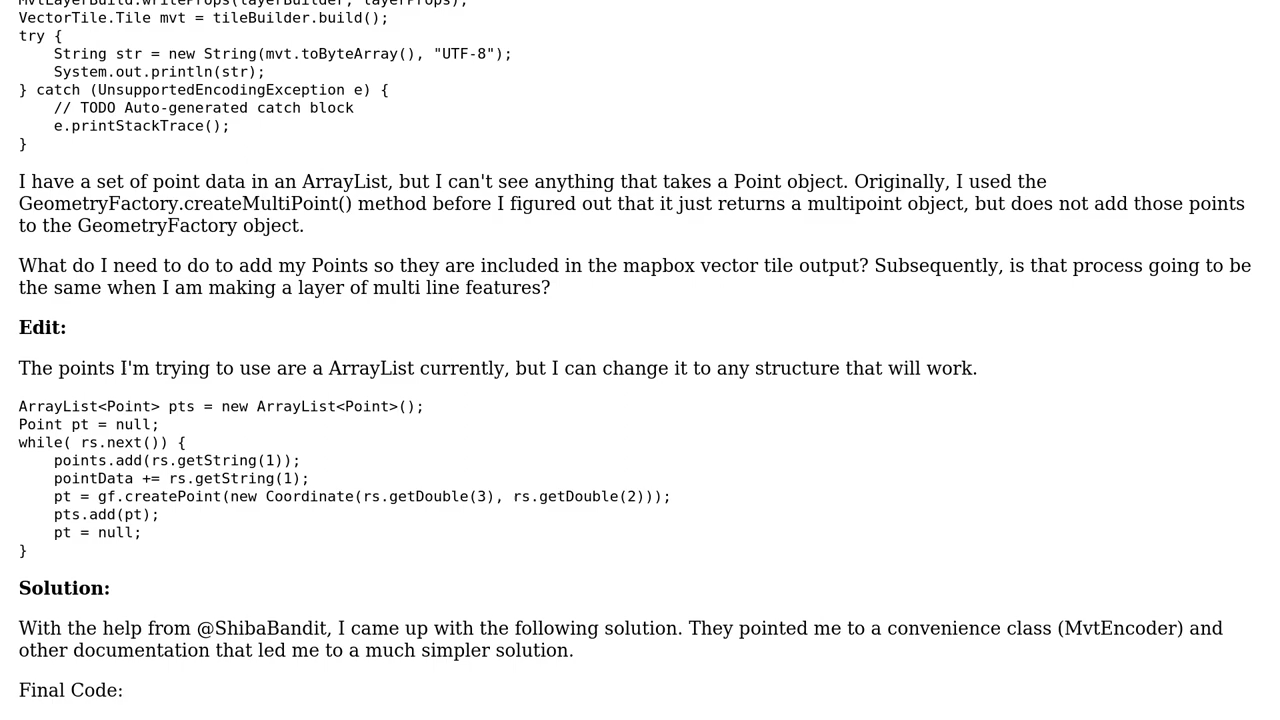 MvtLayerBuild.writeProps(layerBuilder, layerProps);
VectorTile.Tile mvt = tileBuilder.build();
try {
    String str = new String(mvt.toByteArray(), "UTF-8");
    System.out.println(str);
} catch (UnsupportedEncodingException e) {
    // TODO Auto-generated catch block
    e.printStackTrace();
}
I have a set of point data in an ArrayList, but I can't see anything that takes a Point object. Originally, I used the
GeometryFactory.createMultiPoint() method before I figured out that it just returns a multipoint object, but does not add those points
to the GeometryFactory object.
What do I need to do to add my Points so they are included in the mapbox vector tile output? Subsequently, is that process going to be
the same when I am making a layer of multi line features?
Edit:
The points I'm trying to use are a ArrayList currently, but I can change it to any structure that will work.
ArrayList<Point> pts = new ArrayList<Point>();
Point pt = null;
while( rs.next()) {
    points.add(rs.getString(1));
    pointData += rs.getString(1);
    pt = gf.createPoint(new Coordinate(rs.getDouble(3), rs.getDouble(2)));
    pts.add(pt);
    pt = null;
}
Solution:
With the help from @ShibaBandit, I came up with the following solution. They pointed me to a convenience class (MvtEncoder) and
other documentation that led me to a much simpler solution.
Final Code: